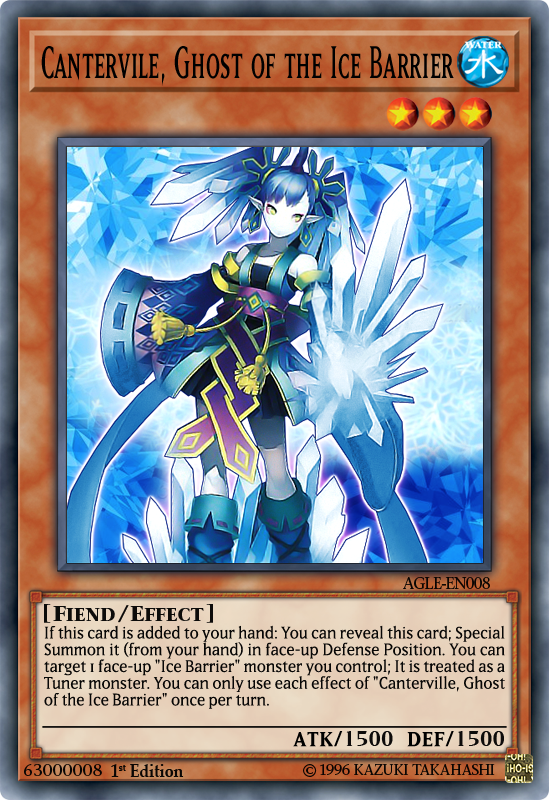 CANTERVILE, GHOST OF THE ICE BARRIER
WATER
水
AGLE-EN008
[FIEND/EFFECT]
If this card is added to your hand: You can reveal this card; Special
Summon it (from your hand) in face-up Defense Position. You can
target 1 face-up "Ice Barrier" monster you control; It is treated as a
Tuner monster. You can only use each effect of "Canterville, Ghost
of the Ice Barrier" once per turn.
ATK/1500 DEF/1500
63000008 1st Edition © 1996 KAZUKI TAKAHASHI